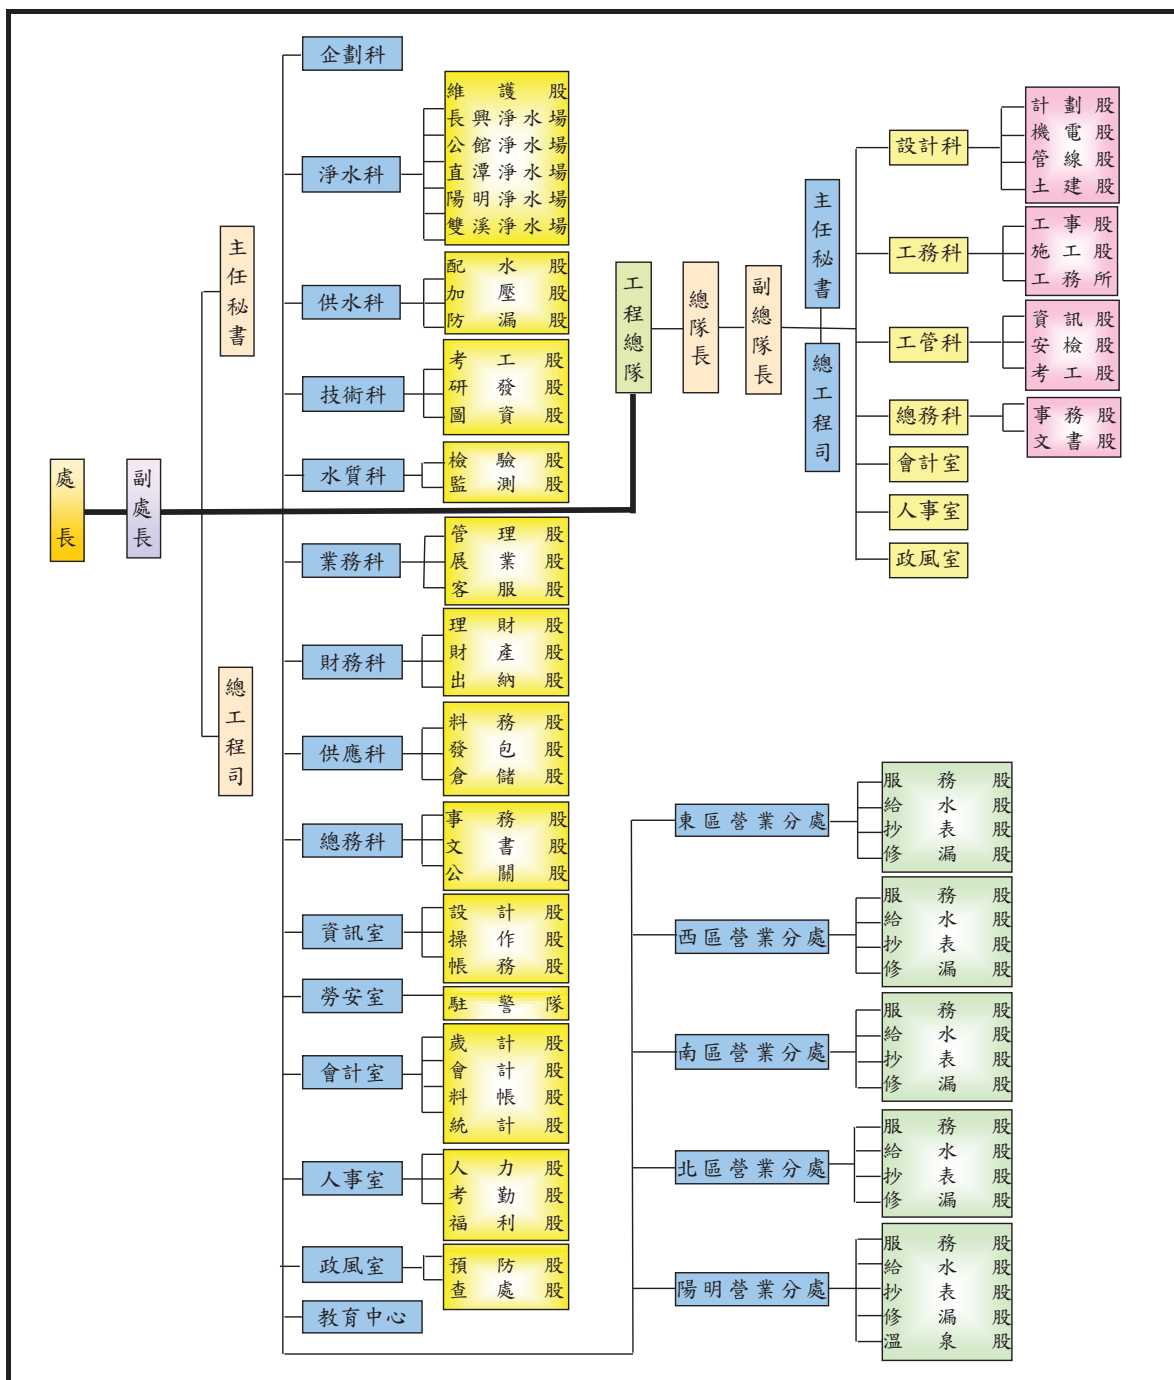 處長
副處長
主任秘書
總工程司
企劃科
淨水科
維護股
長興淨水場
公館淨水場
直潭淨水場
陽明淨水場
雙溪淨水場
供水科
配水股
加壓股
防漏股
技術科
考工股
研發股
圖資股
水質科
檢驗股
監測股
業務科
管理股
展業股
客服股
財務科
理財股
財產股
出納股
供應科
料務股
發包股
倉儲股
總務科
事務股
文書股
公關股
資訊室
設計股
操作股
帳務股
勞安室
駐警隊
會計室
歲計股
會計股
料帳股
統計股
人事室
人力股
考勤股
福利股
政風室
預防股
查處股
教育中心
工程總隊
總隊長
副總隊長
主任秘書
總工程司
設計科
計劃股
機電股
管線股
土建股
工務科
工事股
施工股
工務所
工管科
資訊股
安檢股
考工股
總務科
事務股
文書股
會計室
人事室
政風室
東區營業分處
服務股
給水股
抄表股
修漏股
西區營業分處
服務股
給水股
抄表股
修漏股
南區營業分處
服務股
給水股
抄表股
修漏股
北區營業分處
服務股
給水股
抄表股
修漏股
陽明營業分處
服務股
給水股
抄表股
修漏股
溫泉股